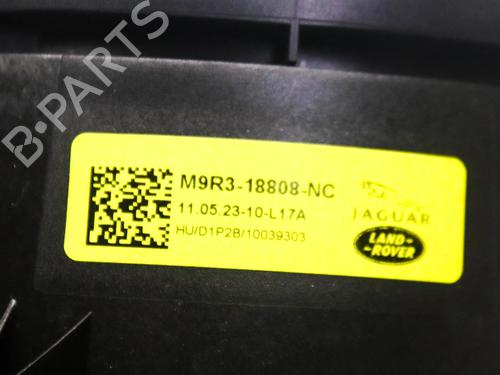 B-PARTS
M9R3-18808-NC
11.05.23-10-L17A
HU/D1P2B/10039303
JAGUAR
LAND-
-ROVER